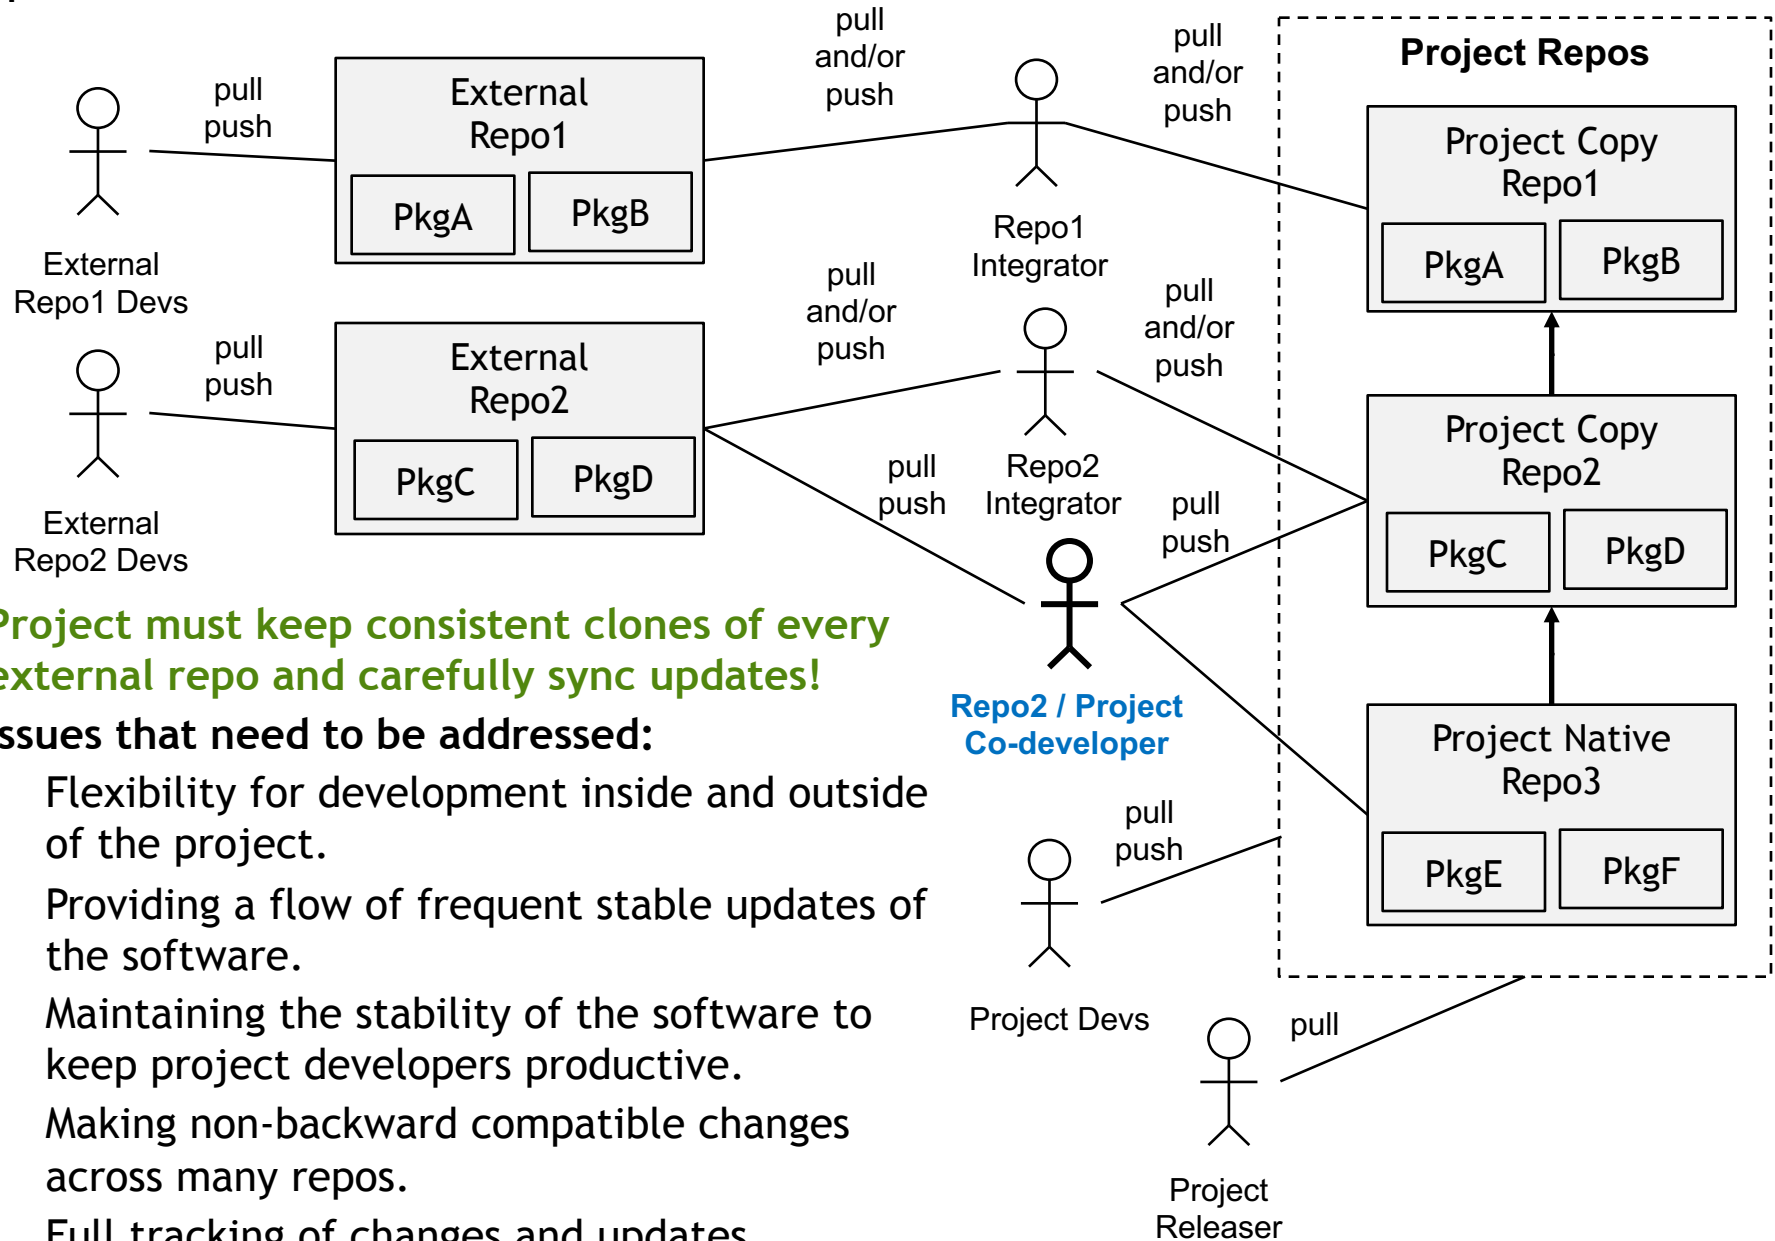 pull
and/or
push
pull
and/or
push
Project Repos
pull
push
External
Repo1
PkgA
PkgB
Project Copy
Repo1
PkgA
PkgB
External
Repo1 Devs
Repo1
Integrator
pull
and/or
push
pull
and/or
push
pull
push
External
Repo2
PkgC
PkgD
External
Repo2 Devs
Repo2
Integrator
pull
push
pull
push
Project Copy
Repo2
PkgC
PkgD
Repo2 / Project
Co-developer
Project Native
Repo3
PkgE
PkgF
Project must keep consistent clones of every
external repo and carefully sync updates!
ssues that need to be addressed:
Flexibility for development inside and outside
of the project.
Providing a flow of frequent stable updates of
the software.
Maintaining the stability of the software to
keep project developers productive.
Making non-backward compatible changes
across many repos.
Full tracking of changes and updates
pull
push
Project Devs
pull
Project
Releaser